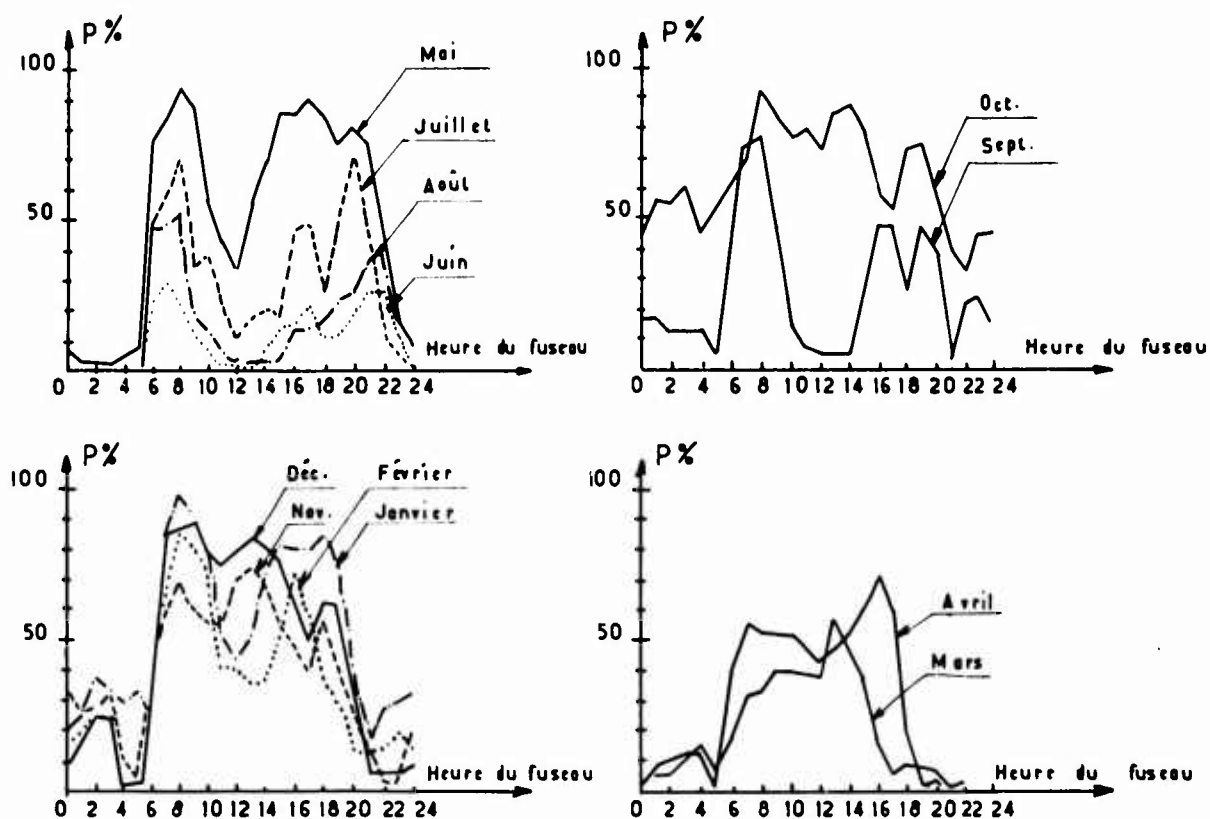 P%
100
50
Mai
Juillet
Août
Juin
Heure du fuseau
0 2 4 6 8 10 12 14 16 18 20 22 24
P%
100
50
Oct.
Sept.
Heure du fuseau
0 2 4 6 8 10 12 14 16 18 20 22 24
P%
100
50
Déc.
Février
Nov.
Janvier
Heure du fuseau
0 2 4 6 8 10 12 14 16 18 20 22 24
P%
100
50
Avril
Mars
Heure du fuseau
0 2 4 6 8 10 12 14 16 18 20 22 24